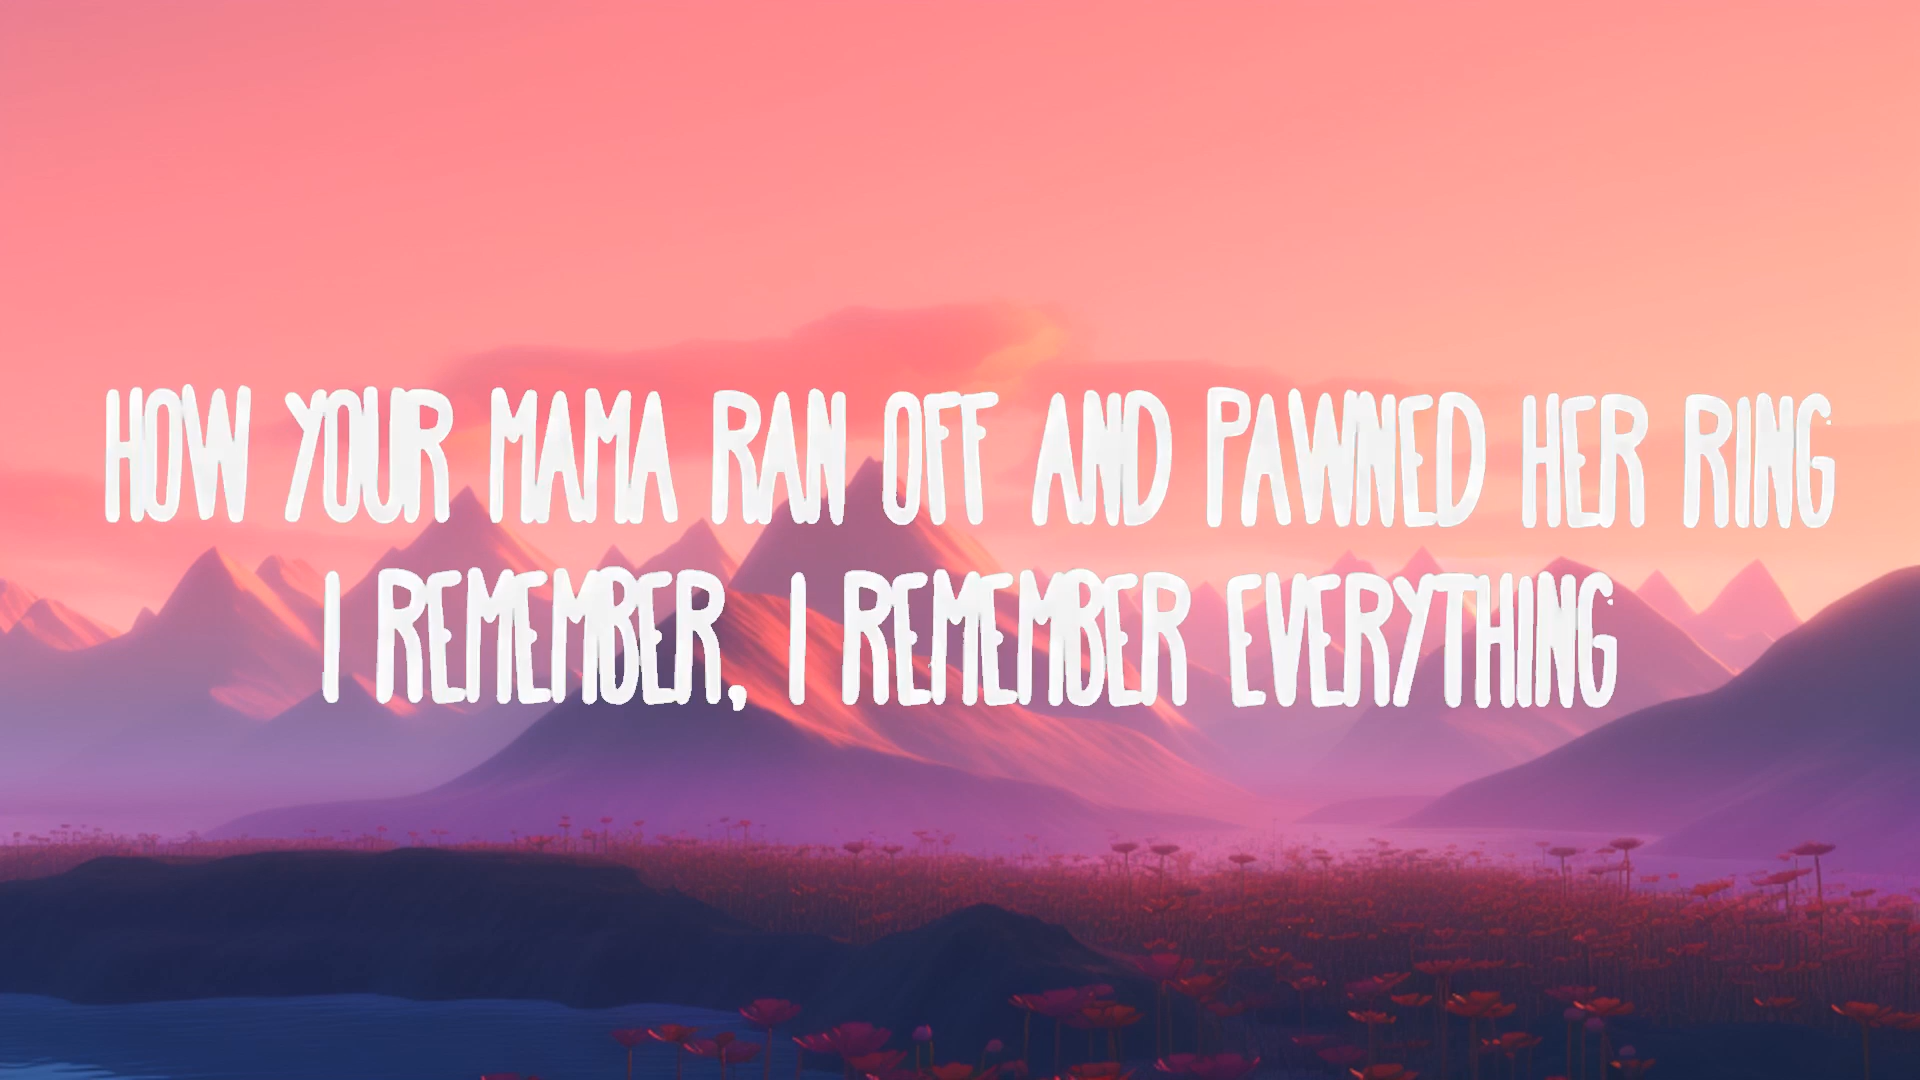 HOW YOUR MAMA RAN OFF AND PAWNED HER RING
I REMEMBER, I REMEMBER EVERYTHING